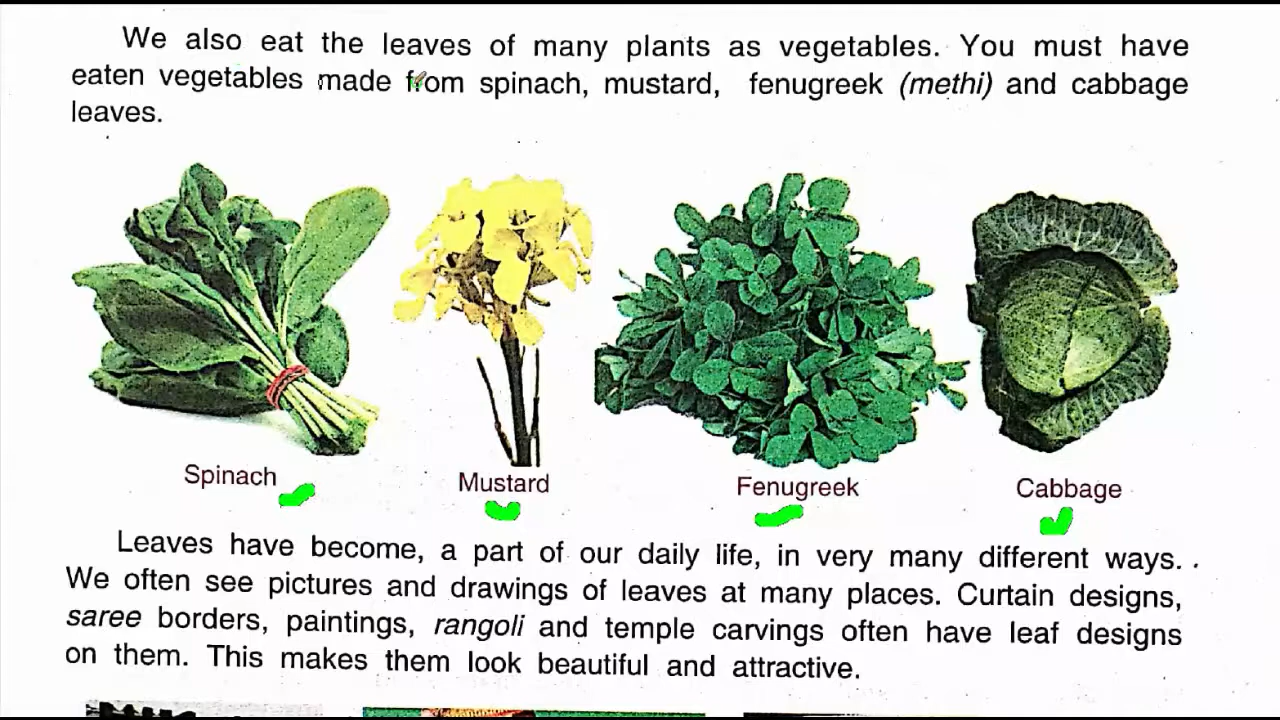 We also eat the leaves of many plants as vegetables. You must have
eaten vegetables made from spinach, mustard, fenugreek (methi) and cabbage
leaves.
Spinach
Mustard
Fenugreek
Cabbage
Leaves have become, a part of our daily life, in very many different ways.
We often see pictures and drawings of leaves at many places. Curtain designs,
saree borders, paintings, rangoli and temple carvings often have leaf designs
on them. This makes them look beautiful and attractive.